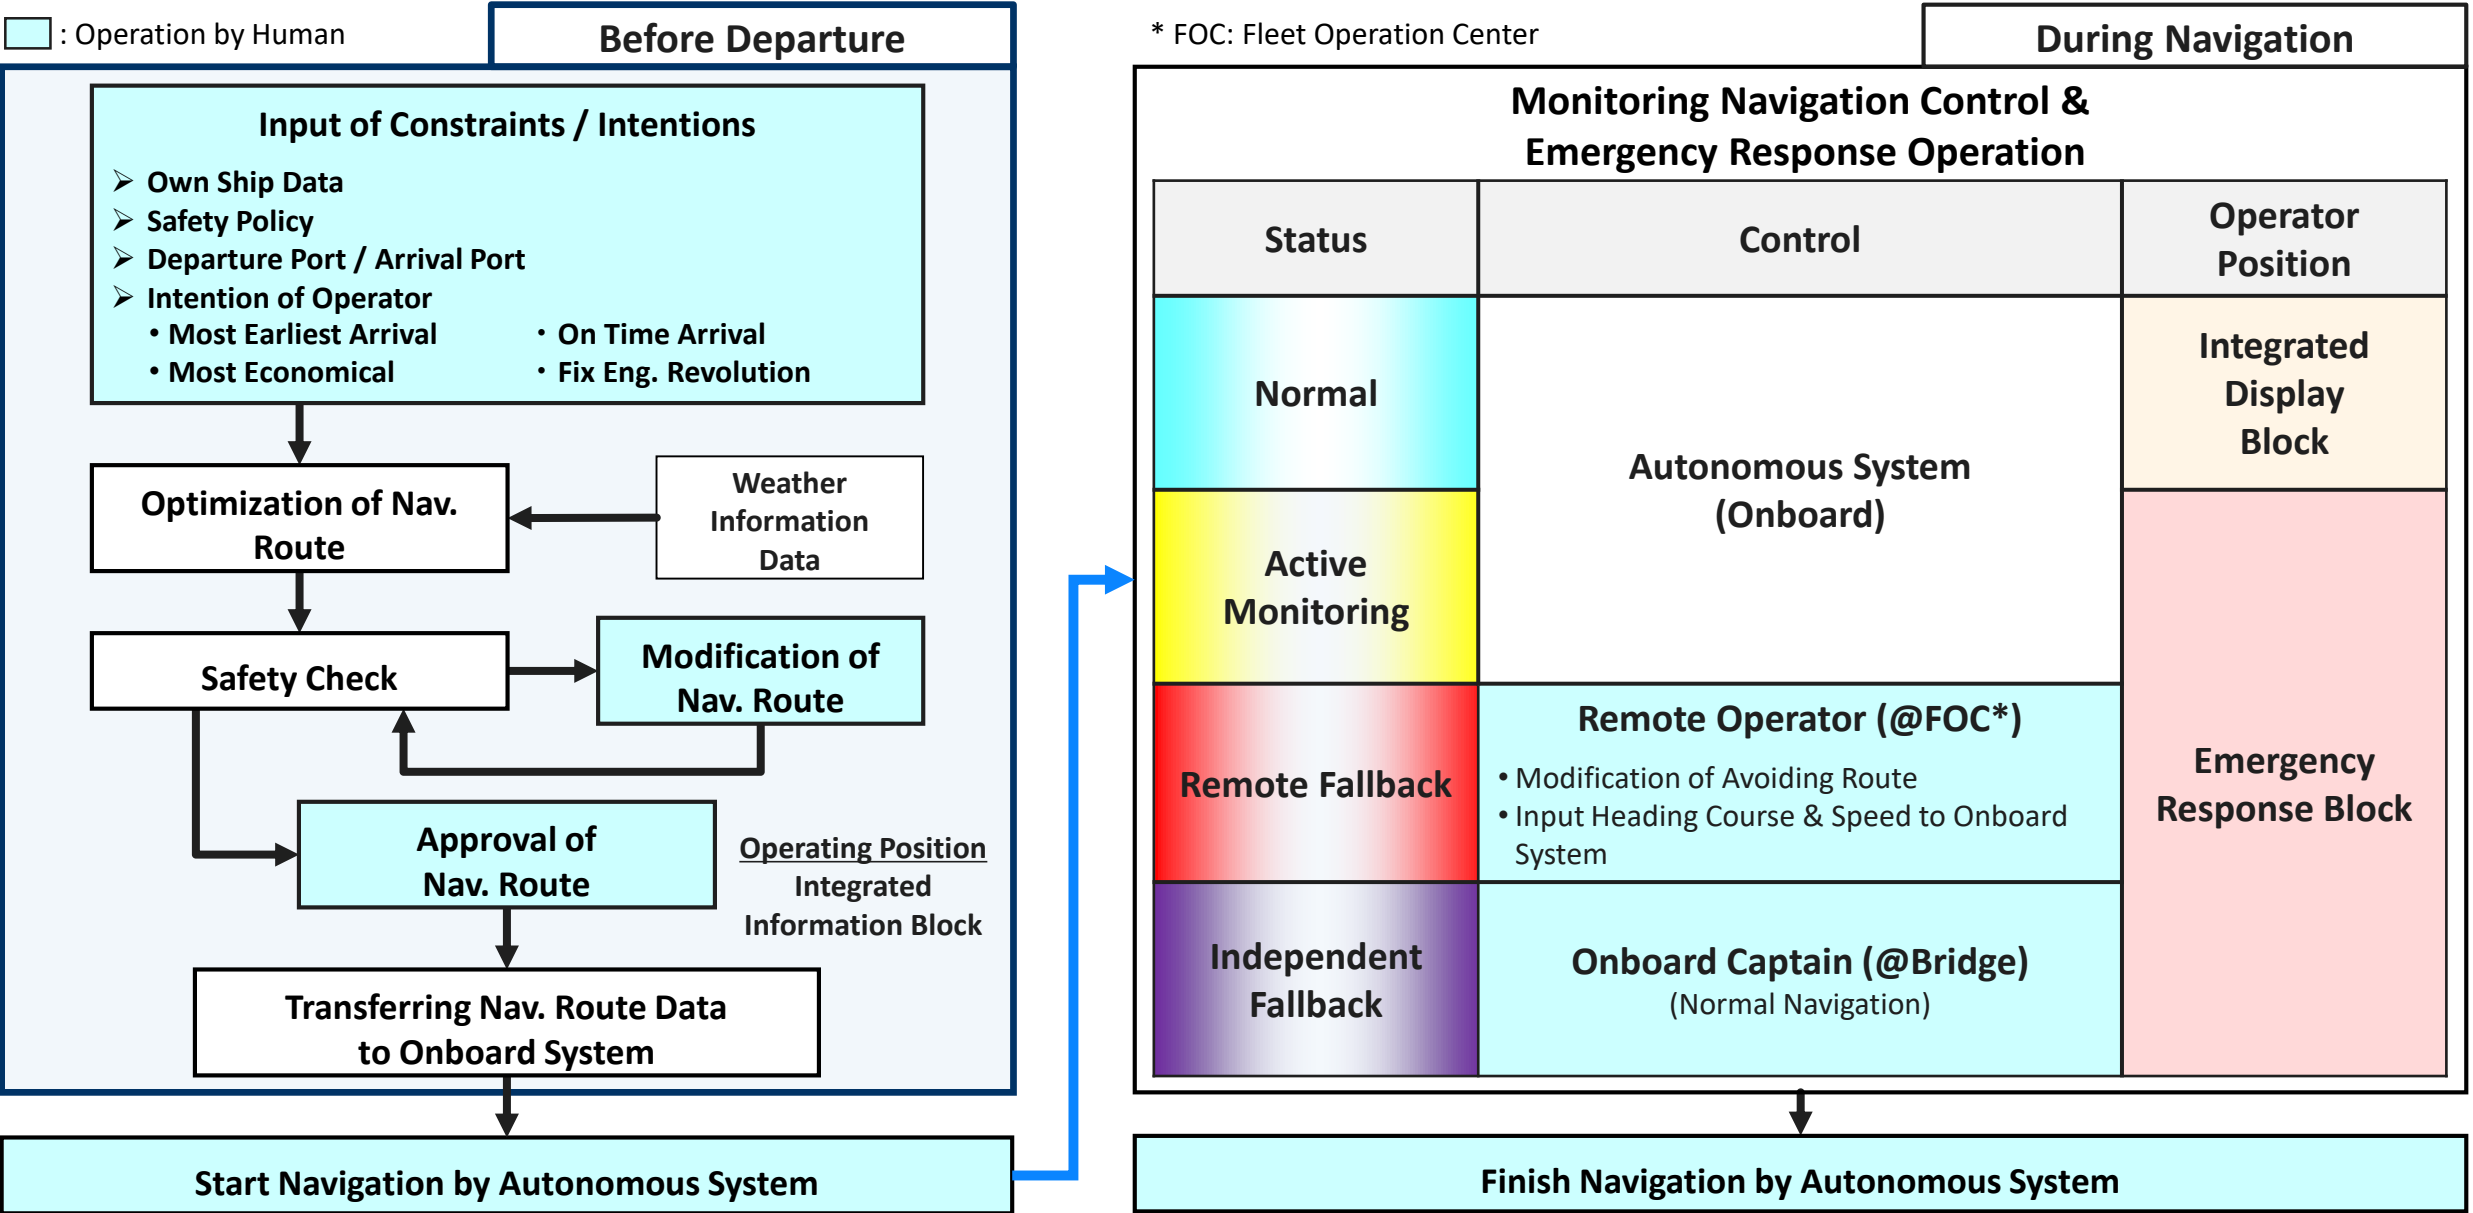 : Operation by Human
Before Departure
Input of Constraints / Intentions
➢ Own Ship Data
➢ Safety Policy
➢ Departure Port / Arrival Port
➢ Intention of Operator
• Most Earliest Arrival ・ On Time Arrival
• Most Economical ・ Fix Eng. Revolution
Optimization of Nav.
Route
Weather
Information
Data
Safety Check
Modification of
Nav. Route
Approval of
Nav. Route
Operating Position
Integrated
Information Block
Transferring Nav. Route Data
to Onboard System
Start Navigation by Autonomous System
* FOC: Fleet Operation Center
During Navigation
Monitoring Navigation Control &
Emergency Response Operation
Status
Control
Operator
Position
Normal
Autonomous System
(Onboard)
Integrated
Display
Block
Active
Monitoring
Remote Fallback
Remote Operator (@FOC*)
• Modification of Avoiding Route
• Input Heading Course & Speed to Onboard
System
Emergency
Response Block
Independent
Fallback
Onboard Captain (@Bridge)
(Normal Navigation)
Finish Navigation by Autonomous System